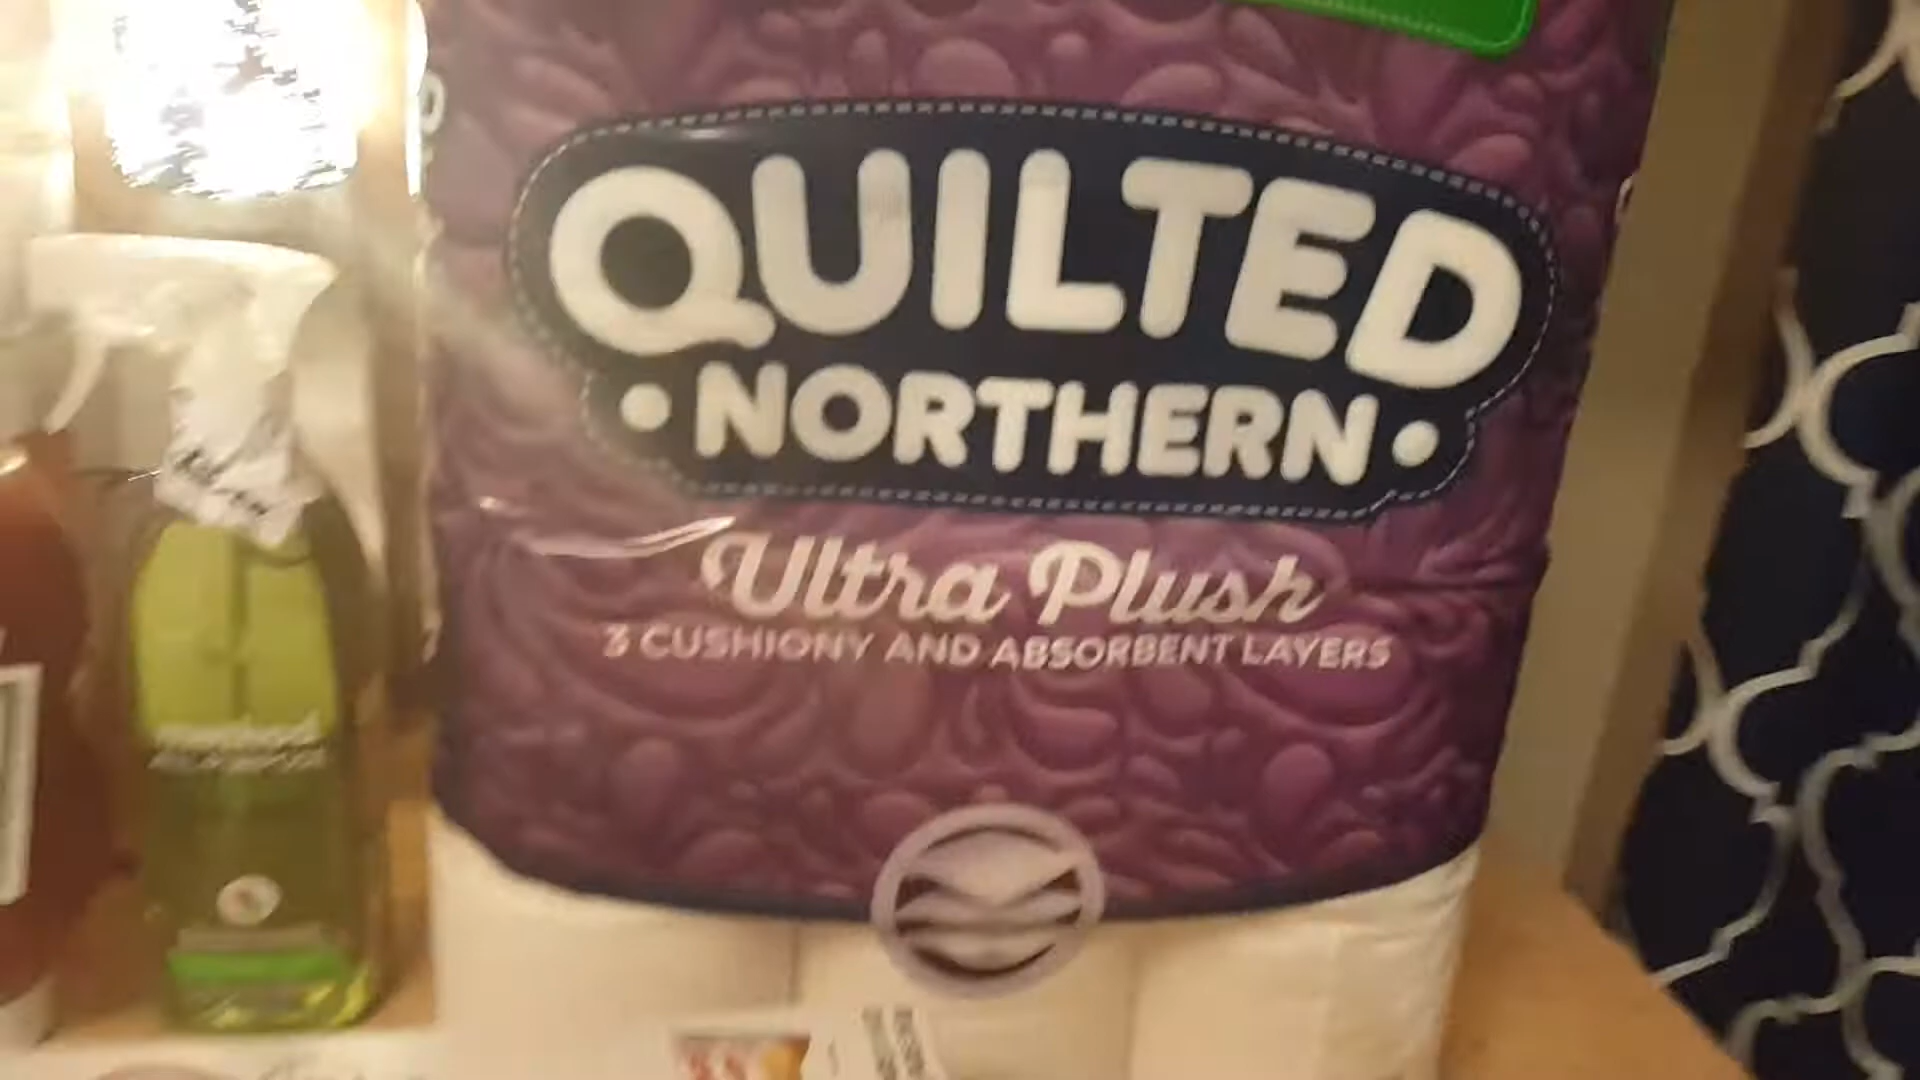 QUILTED
• NORTHERN •
Ultra Plush
3 CUSHIONY AND ABSORBENT LAYERS